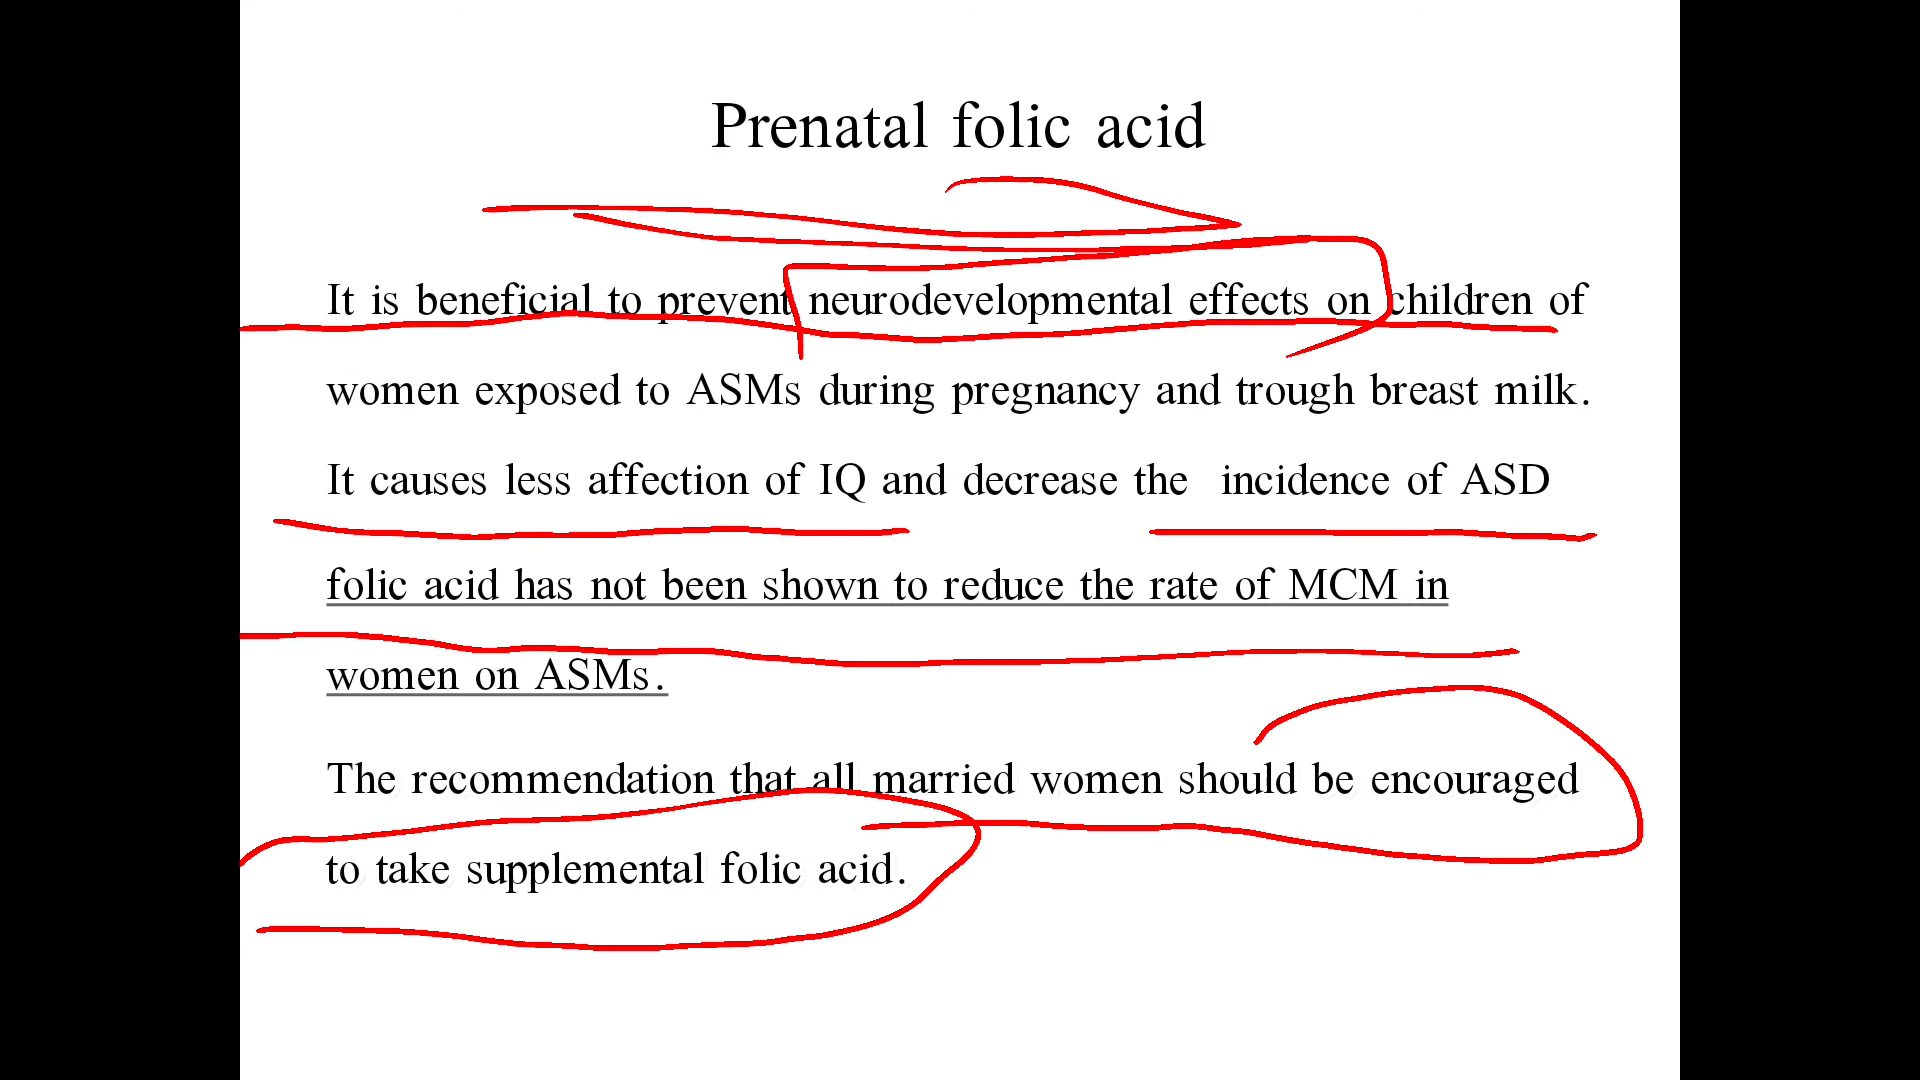 Prenatal folic acid
It is beneficial to prevent neurodevelopmental effects on children of
women exposed to ASMs during pregnancy and trough breast milk.
It causes less affection of IQ and decrease the incidence of ASD
folic acid has not been shown to reduce the rate of MCM in
women on ASMs.
The recommendation that all married women should be encouraged
to take supplemental folic acid.